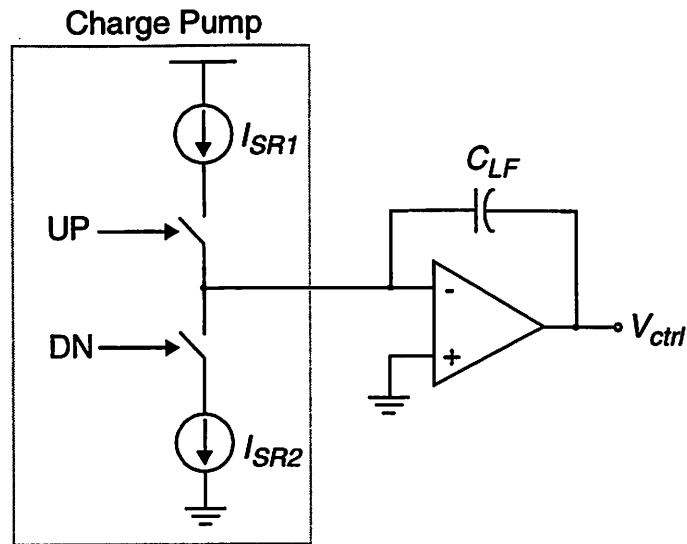 Charge Pump
I_SR1
C_LF
UP
-
DN
+
V_ctrl
I_SR2